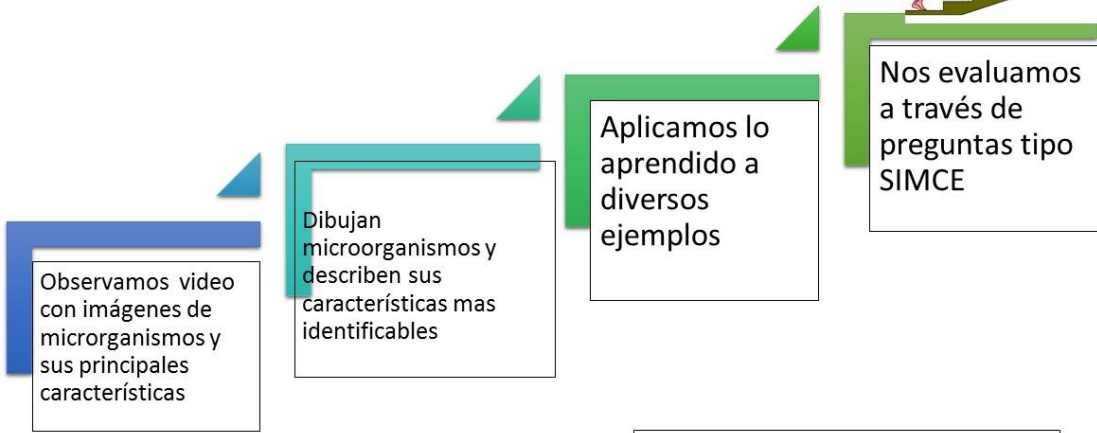 Observamos video
con imágenes de
microrganismos y
sus principales
características
Dibujan
microorganismos y
describen sus
características mas
identificables
Aplicamos lo
aprendido a
diversos
ejemplos
Nos evaluamos
a través de
preguntas tipo
SIMCE